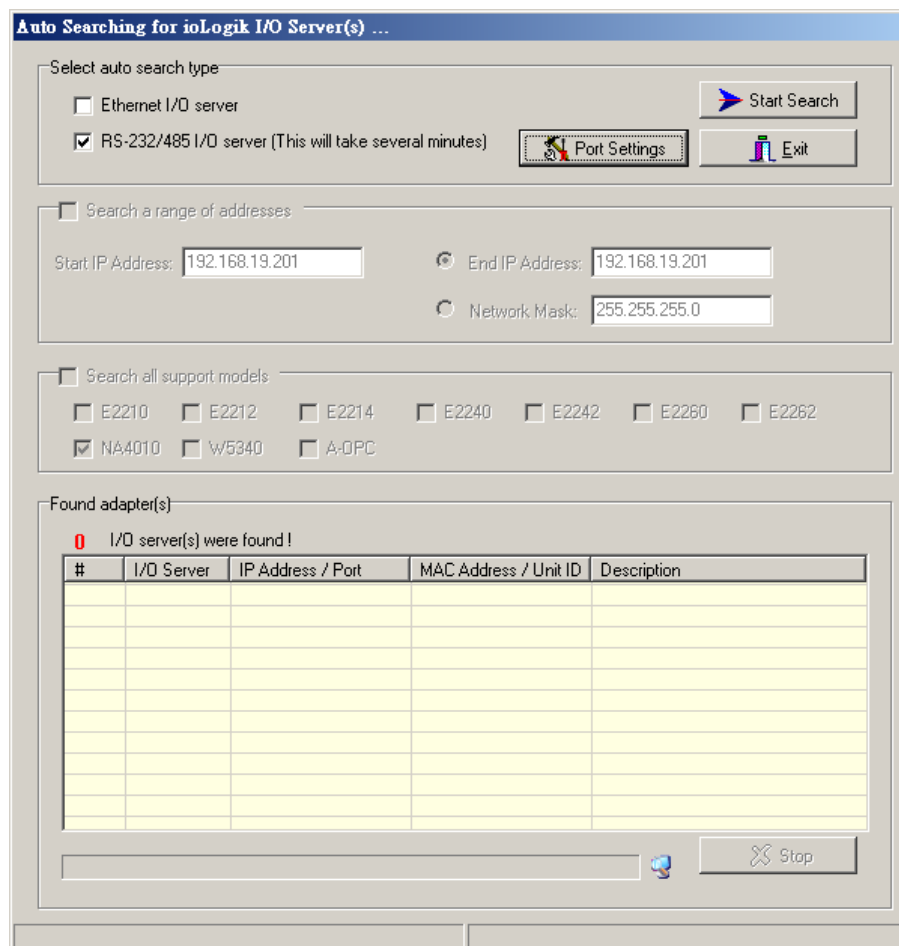 Auto Searching for ioLogik I/O Server(s) ...
Select auto search type
Ethernet I/O server
Start Search
RS-232/485 I/O server (This will take several minutes)
Port Settings
Exit
Search a range of addresses
Start IP Address: 192.168.19.201
End IP Address: 192.168.19.201
Network Mask: 255.255.255.0
Search all support models
E2210 E2212 E2214 E2240 E2242 E2260 E2262
NA4010 W5340 A-OPC
Found adapter(s)
0 I/O server(s) were found !
# I/O Server IP Address / Port MAC Address / Unit ID Description
Stop